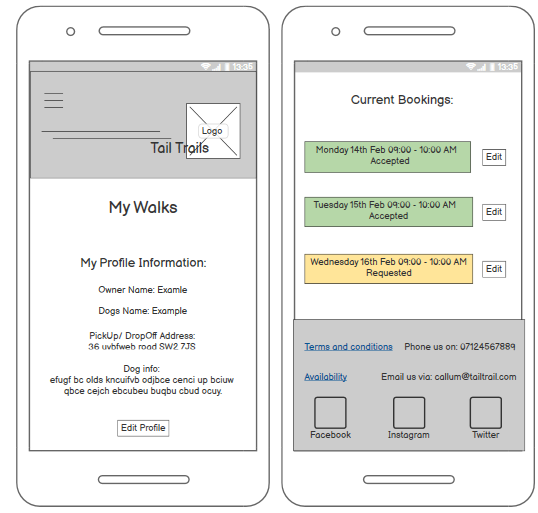 13:35
Logo
Tail Trails
My Walks
My Profile Information:
Owner Name: Examle
Dogs Name: Example
PickUp/ DropOff Address:
36 uvbfweb road SW2 7JS
Dog info:
efugf bc olds kncuifvb odjbce cenci up bciuw
qbce cejch ebcubeu buqbu cbud ocuy.
Edit Profile
13:35
Current Bookings:
Monday 14th Feb 09:00 - 10:00 AM
Accepted
Edit
Tuesday 15th Feb 09:00 - 10:00 AM
Accepted
Edit
Wednesday 16th Feb 09:00 - 10:00 AM
Requested
Edit
Terms and conditions Phone us on: 07124567889
Availability Email us via: callum@tailtrail.com
Facebook Instagram Twitter